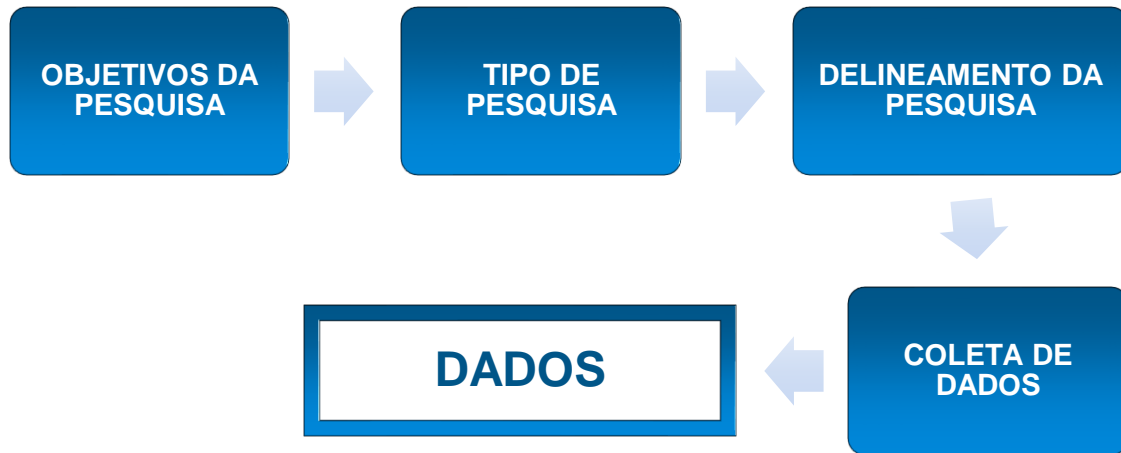 OBJETIVOS DA
PESQUISA
TIPO DE
PESQUISA
DELINEAMENTO DA
PESQUISA
COLETA DE
DADOS
DADOS